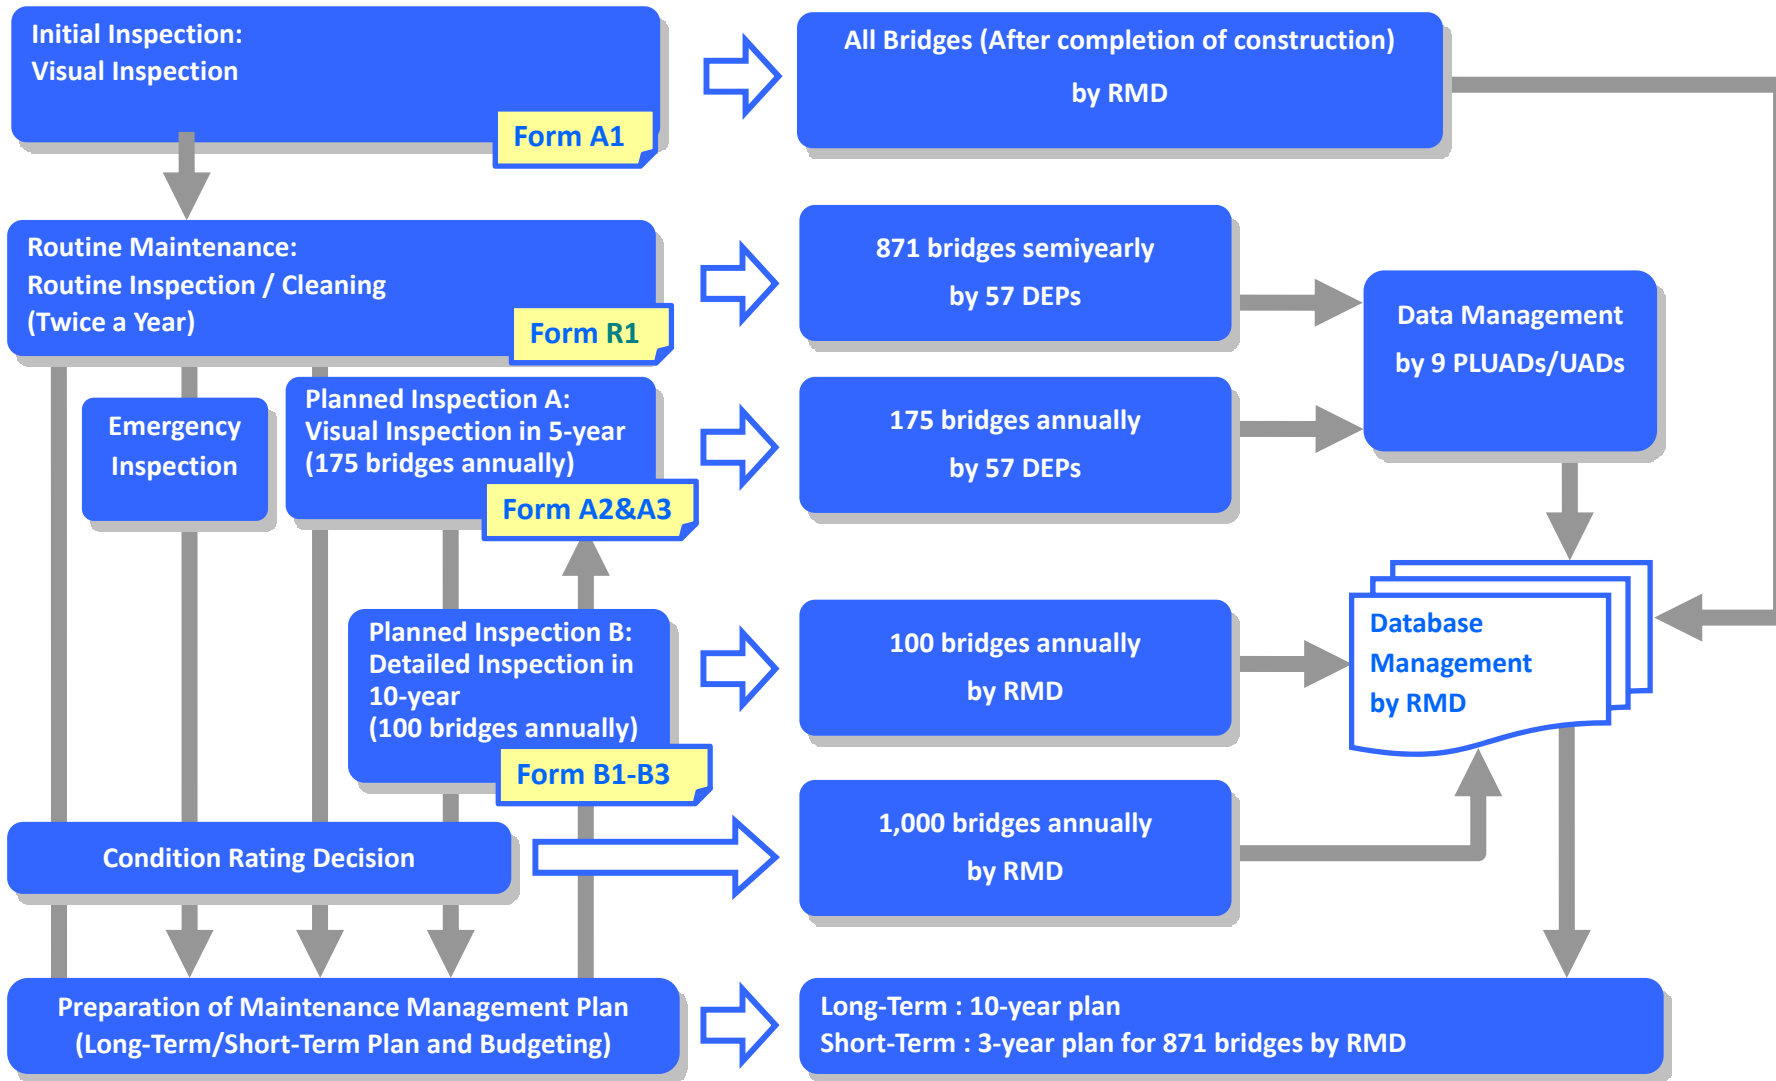 Initial Inspection:
Visual Inspection
Form A1
All Bridges (After completion of construction)
by RMD
Routine Maintenance:
Routine Inspection / Cleaning
(Twice a Year)
Form R1
871 bridges semiyearly
by 57 DEPs
Data Management
by 9 PLUADs/UADs
Emergency
Inspection
Planned Inspection A:
Visual Inspection in 5-year
(175 bridges annually)
Form A2&A3
175 bridges annually
by 57 DEPs
Planned Inspection B:
Detailed Inspection in
10-year
(100 bridges annually)
Form B1-B3
100 bridges annually
by RMD
Database
Management
by RMD
Condition Rating Decision
1,000 bridges annually
by RMD
Preparation of Maintenance Management Plan
(Long-Term/Short-Term Plan and Budgeting)
Long-Term : 10-year plan
Short-Term : 3-year plan for 871 bridges by RMD